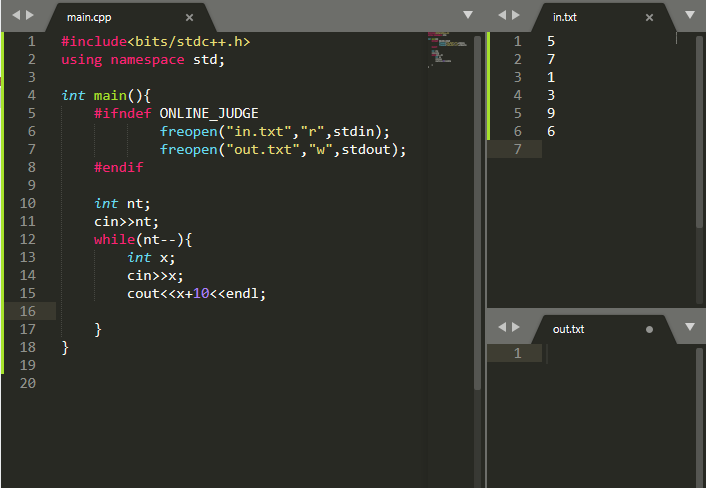 main.cpp
1 #include<bits/stdc++.h>
2 using namespace std;
3
4 int main(){
5 #ifndef ONLINE_JUDGE
6 freopen("in.txt","r",stdin);
7 freopen("out.txt","w",stdout);
8 #endif
9
10 int nt;
11 cin>>nt;
12 while(nt--){
13 int x;
14 cin>>x;
15 cout<<x+10<<endl;
16
17 }
18 }
19
20
in.txt
1 5
2 7
3 1
4 3
5 9
6 6
7
out.txt
1